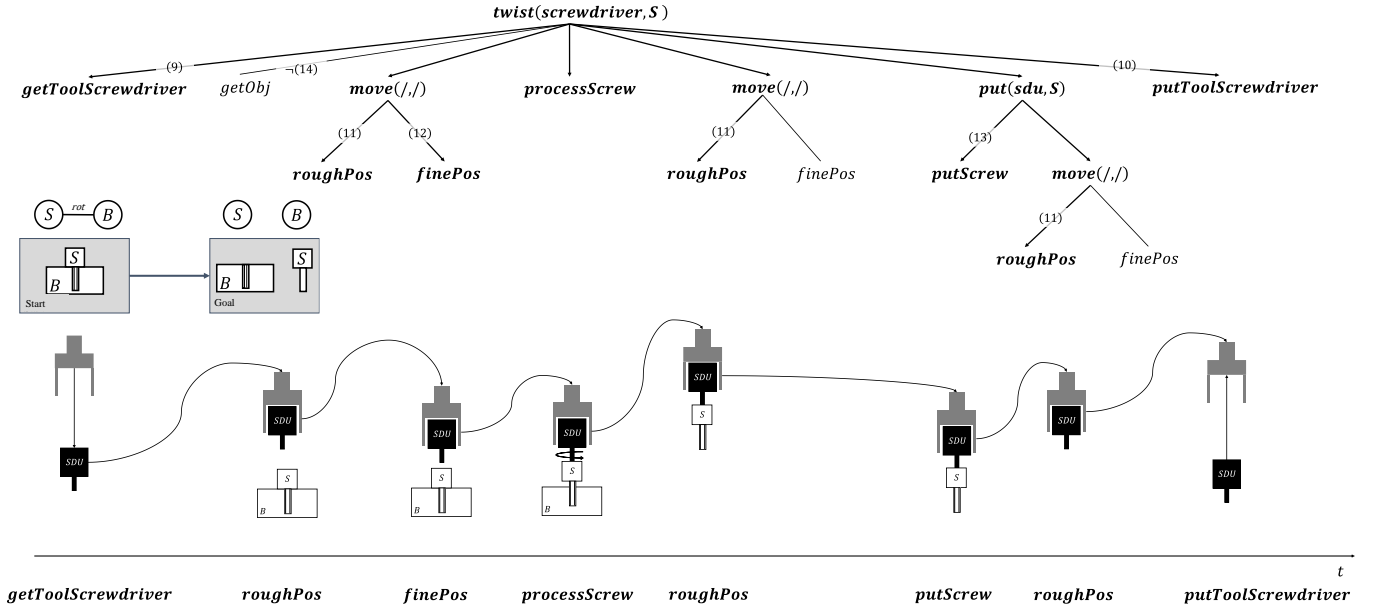 twist(screwdriver,S )
(9)
¬(14)
(10)
getToolScrewdriver
getObj
move(/,/)
processScrew
move(/,/)
put(sdu,S)
putToolScrewdriver
(11)
(12)
(11)
(13)
roughPos
finePos
roughPos
finePos
putScrew
move(/,/)
(11)
roughPos
finePos
S
rot
B
S
B
S
B
Start
B
S
Goal
SDU
SDU
S
B
SDU
S
B
SDU
S
B
SDU
S
SDU
S
SDU
SDU
t
getToolScrewdriver
roughPos
finePos
processScrew
roughPos
putScrew
roughPos
putToolScrewdriver